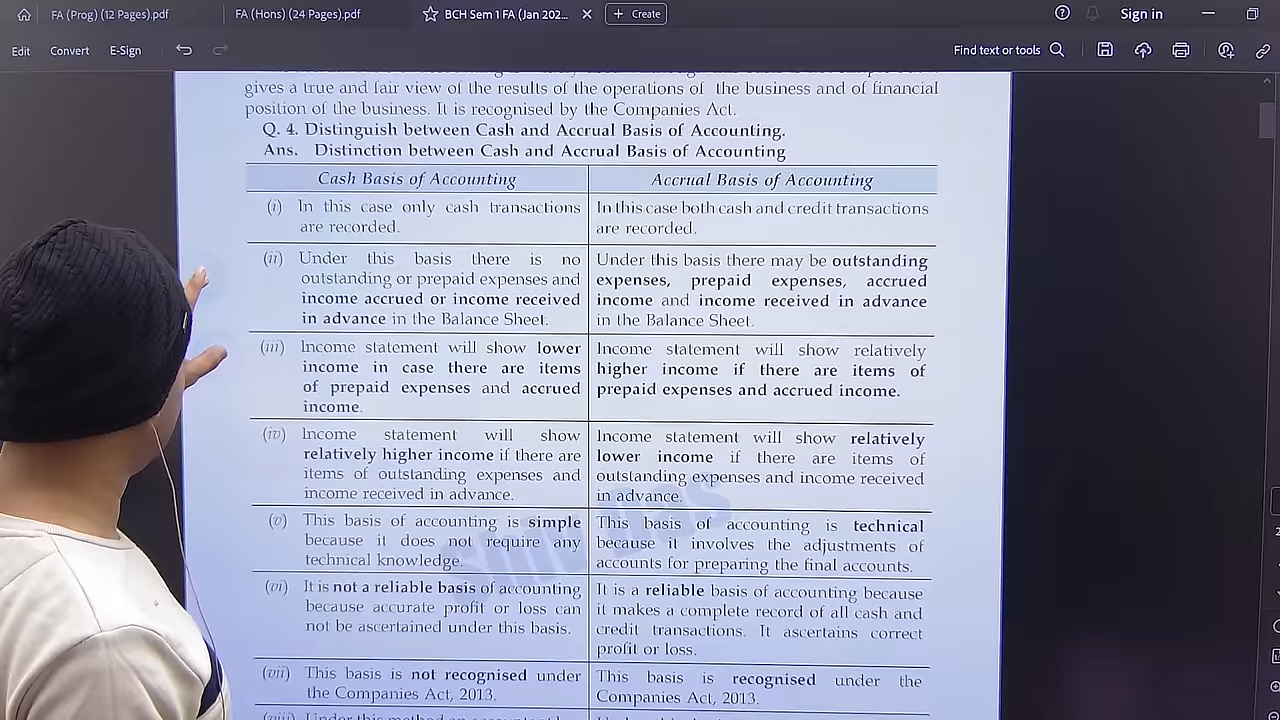 FA (Prog) (12 Pages).pdf
FA (Hons) (24 Pages).pdf
BCH Sem 1 FA (Jan 202...
Create
Sign in
Edit
Convert
E-Sign
Find text or tools
gives a true and fair view of the results of the operations of the business and of financial
position of the business. It is recognised by the Companies Act.
Q. 4. Distinguish between Cash and Accrual Basis of Accounting.
Ans. Distinction between Cash and Accrual Basis of Accounting
Cash Basis of Accounting
Accrual Basis of Accounting
(i) In this case only cash transactions
are recorded.
In this case both cash and credit transactions
are recorded.
(ii) Under this basis there is no
outstanding or prepaid expenses and
income accrued or income received
in advance in the Balance Sheet.
Under this basis there may be outstanding
expenses, prepaid expenses, accrued
income and income received in advance
in the Balance Sheet.
(iii) Income statement will show lower
income in case there are items
of prepaid expenses and accrued
income.
Income statement will show relatively
higher income if there are items of
prepaid expenses and accrued income.
(iv) Income statement will show
relatively higher income if there are
items of outstanding expenses and
income received in advance.
Income statement will show relatively
lower income if there are items of
outstanding expenses and income received
in advance.
(v) This basis of accounting is simple
because it does not require any
technical knowledge.
This basis of accounting is technical
because it involves the adjustments of
accounts for preparing the final accounts.
(vi) It is not a reliable basis of accounting
because accurate profit or loss can
not be ascertained under this basis.
It is a reliable basis of accounting because
it makes a complete record of all cash and
credit transactions. It ascertains correct
profit or loss.
(vii) This basis is not recognised under
the Companies Act, 2013.
This basis is recognised under the
Companies Act, 2013.